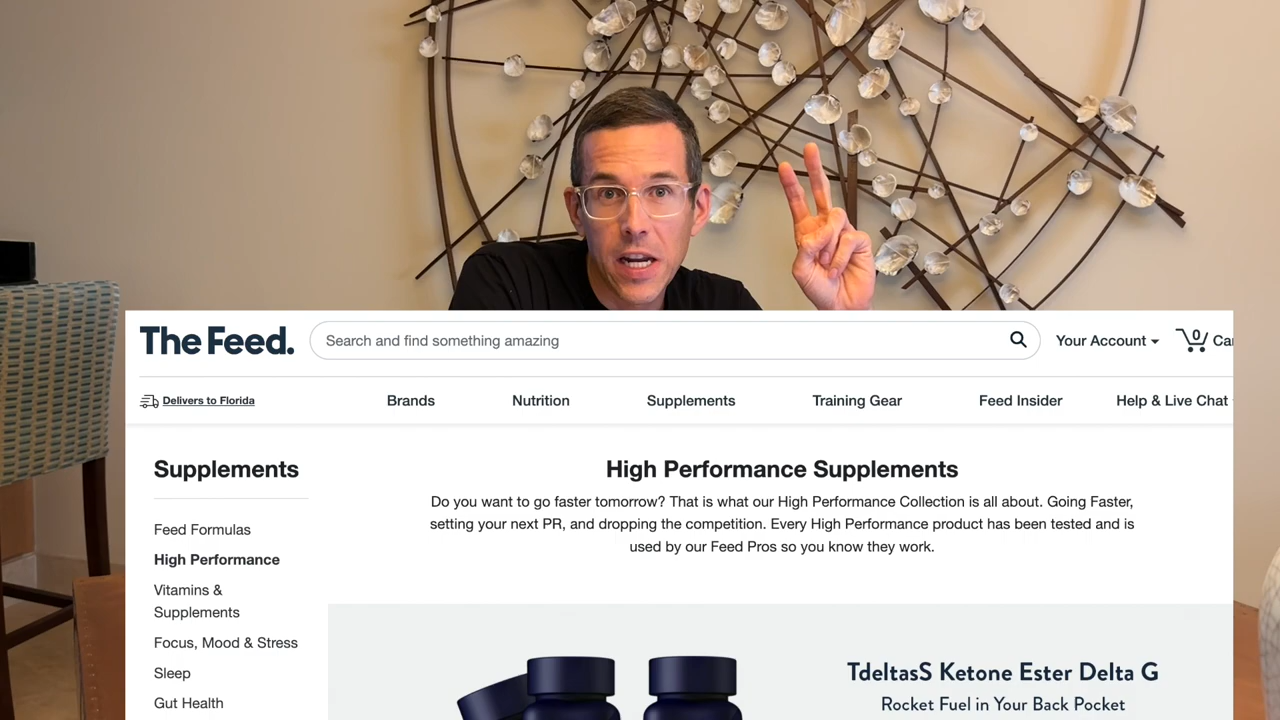 The Feed.
Search and find something amazing
Your Account
0
Delivers to Florida
Brands
Nutrition
Supplements
Training Gear
Feed Insider
Help & Live Chat
Supplements
Feed Formulas
High Performance
Vitamins &
Supplements
Focus, Mood & Stress
Sleep
Gut Health
High Performance Supplements
Do you want to go faster tomorrow? That is what our High Performance Collection is all about. Going Faster,
setting your next PR, and dropping the competition. Every High Performance product has been tested and is
used by our Feed Pros so you know they work.
TdeltasS Ketone Ester Delta G
Rocket Fuel in Your Back Pocket